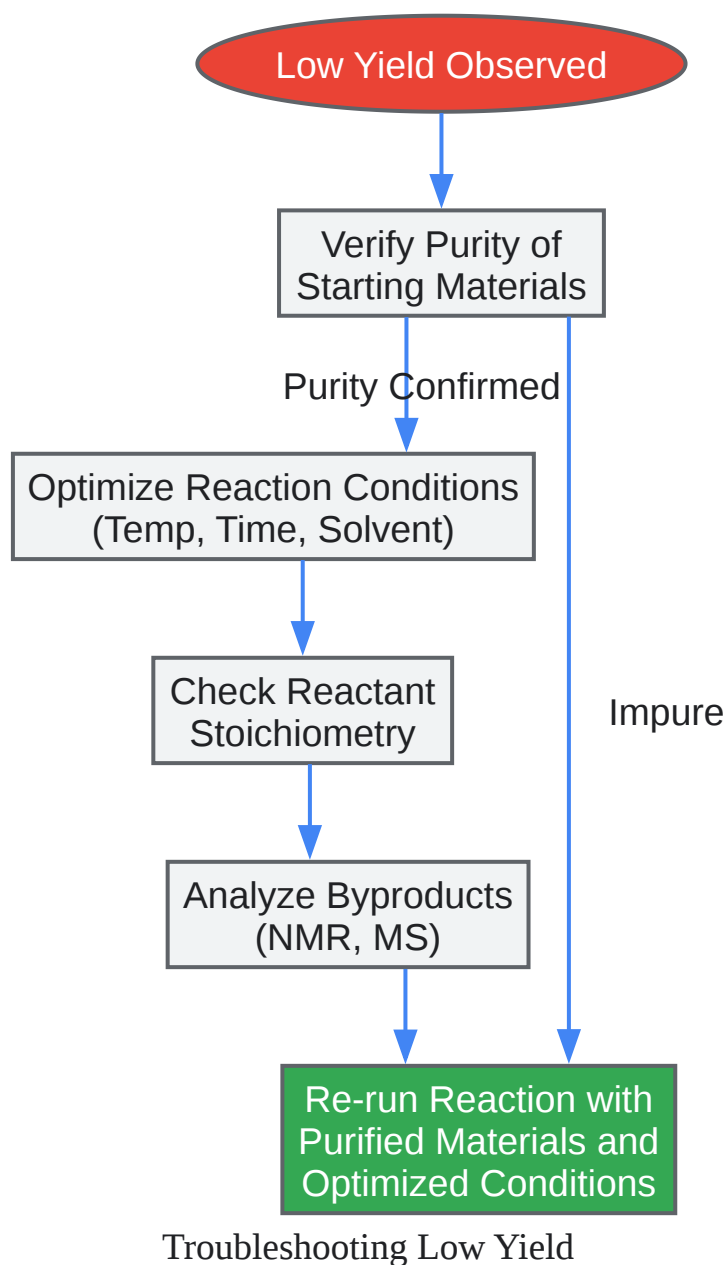 Low Yield Observed
Verify Purity of
Starting Materials
Purity Confirmed
Optimize Reaction Conditions
(Temp, Time, Solvent)
Check Reactant
Stoichiometry
Impure
Analyze Byproducts
(NMR, MS)
Re-run Reaction with
Purified Materials and
Optimized Conditions
Troubleshooting Low Yield